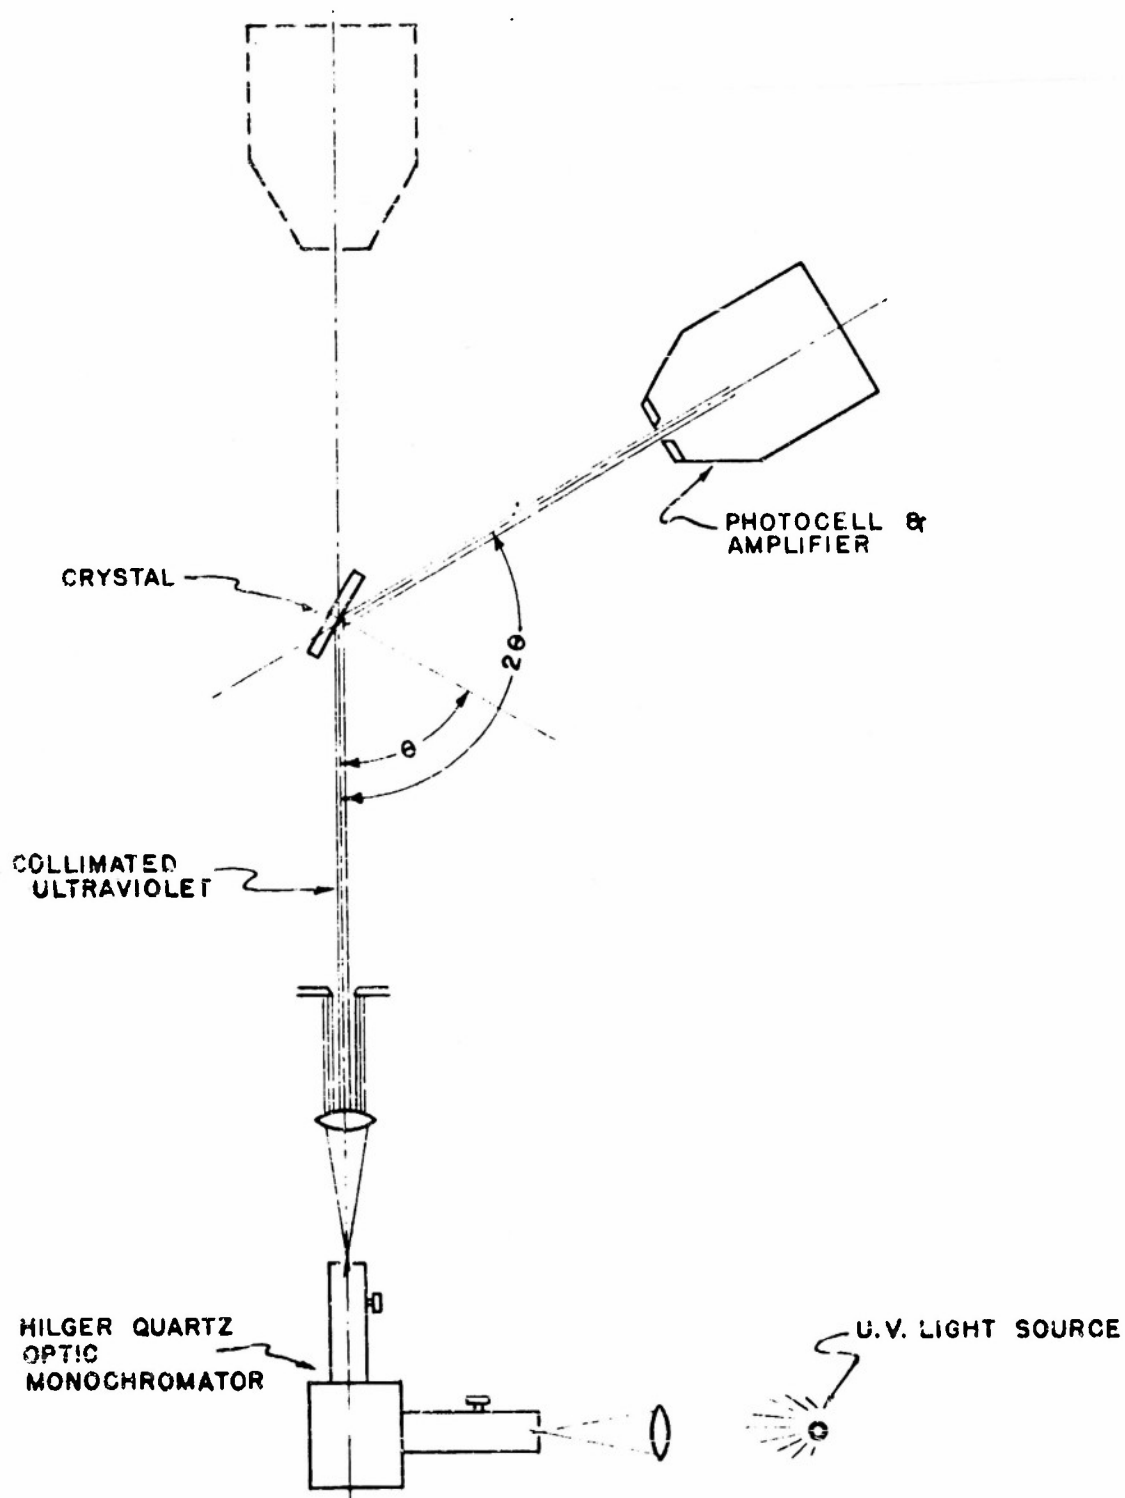 PHOTOCELL &
AMPLIFIER
CRYSTAL
2θ
θ
COLLIMATED
ULTRAVIOLET
HILGER QUARTZ
OPTIC
MONOCHROMATOR
U.V. LIGHT SOURCE